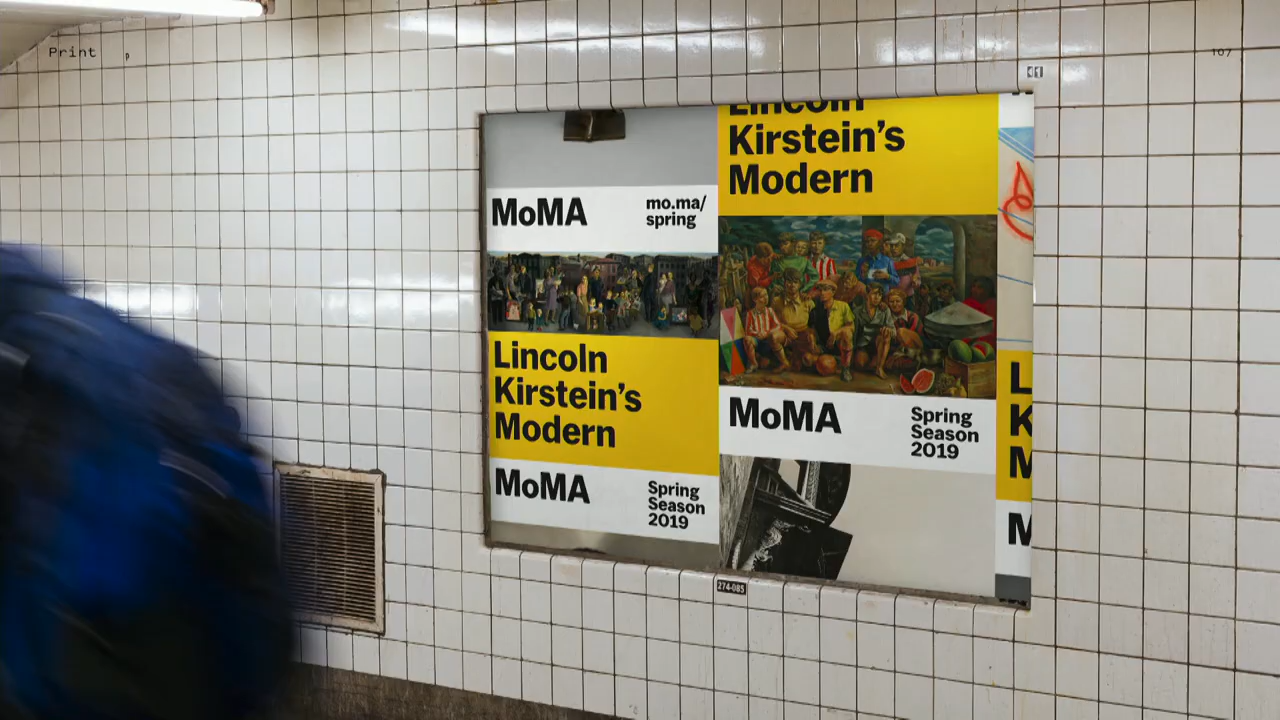 Print
p
107
MoMA
mo.ma/
spring
Lincoln
Kirstein's
Modern
MoMA
Spring
Season
2019
Lincoln
Kirstein's
Modern
MoMA
Spring
Season
2019
L
K
M
M
274-085